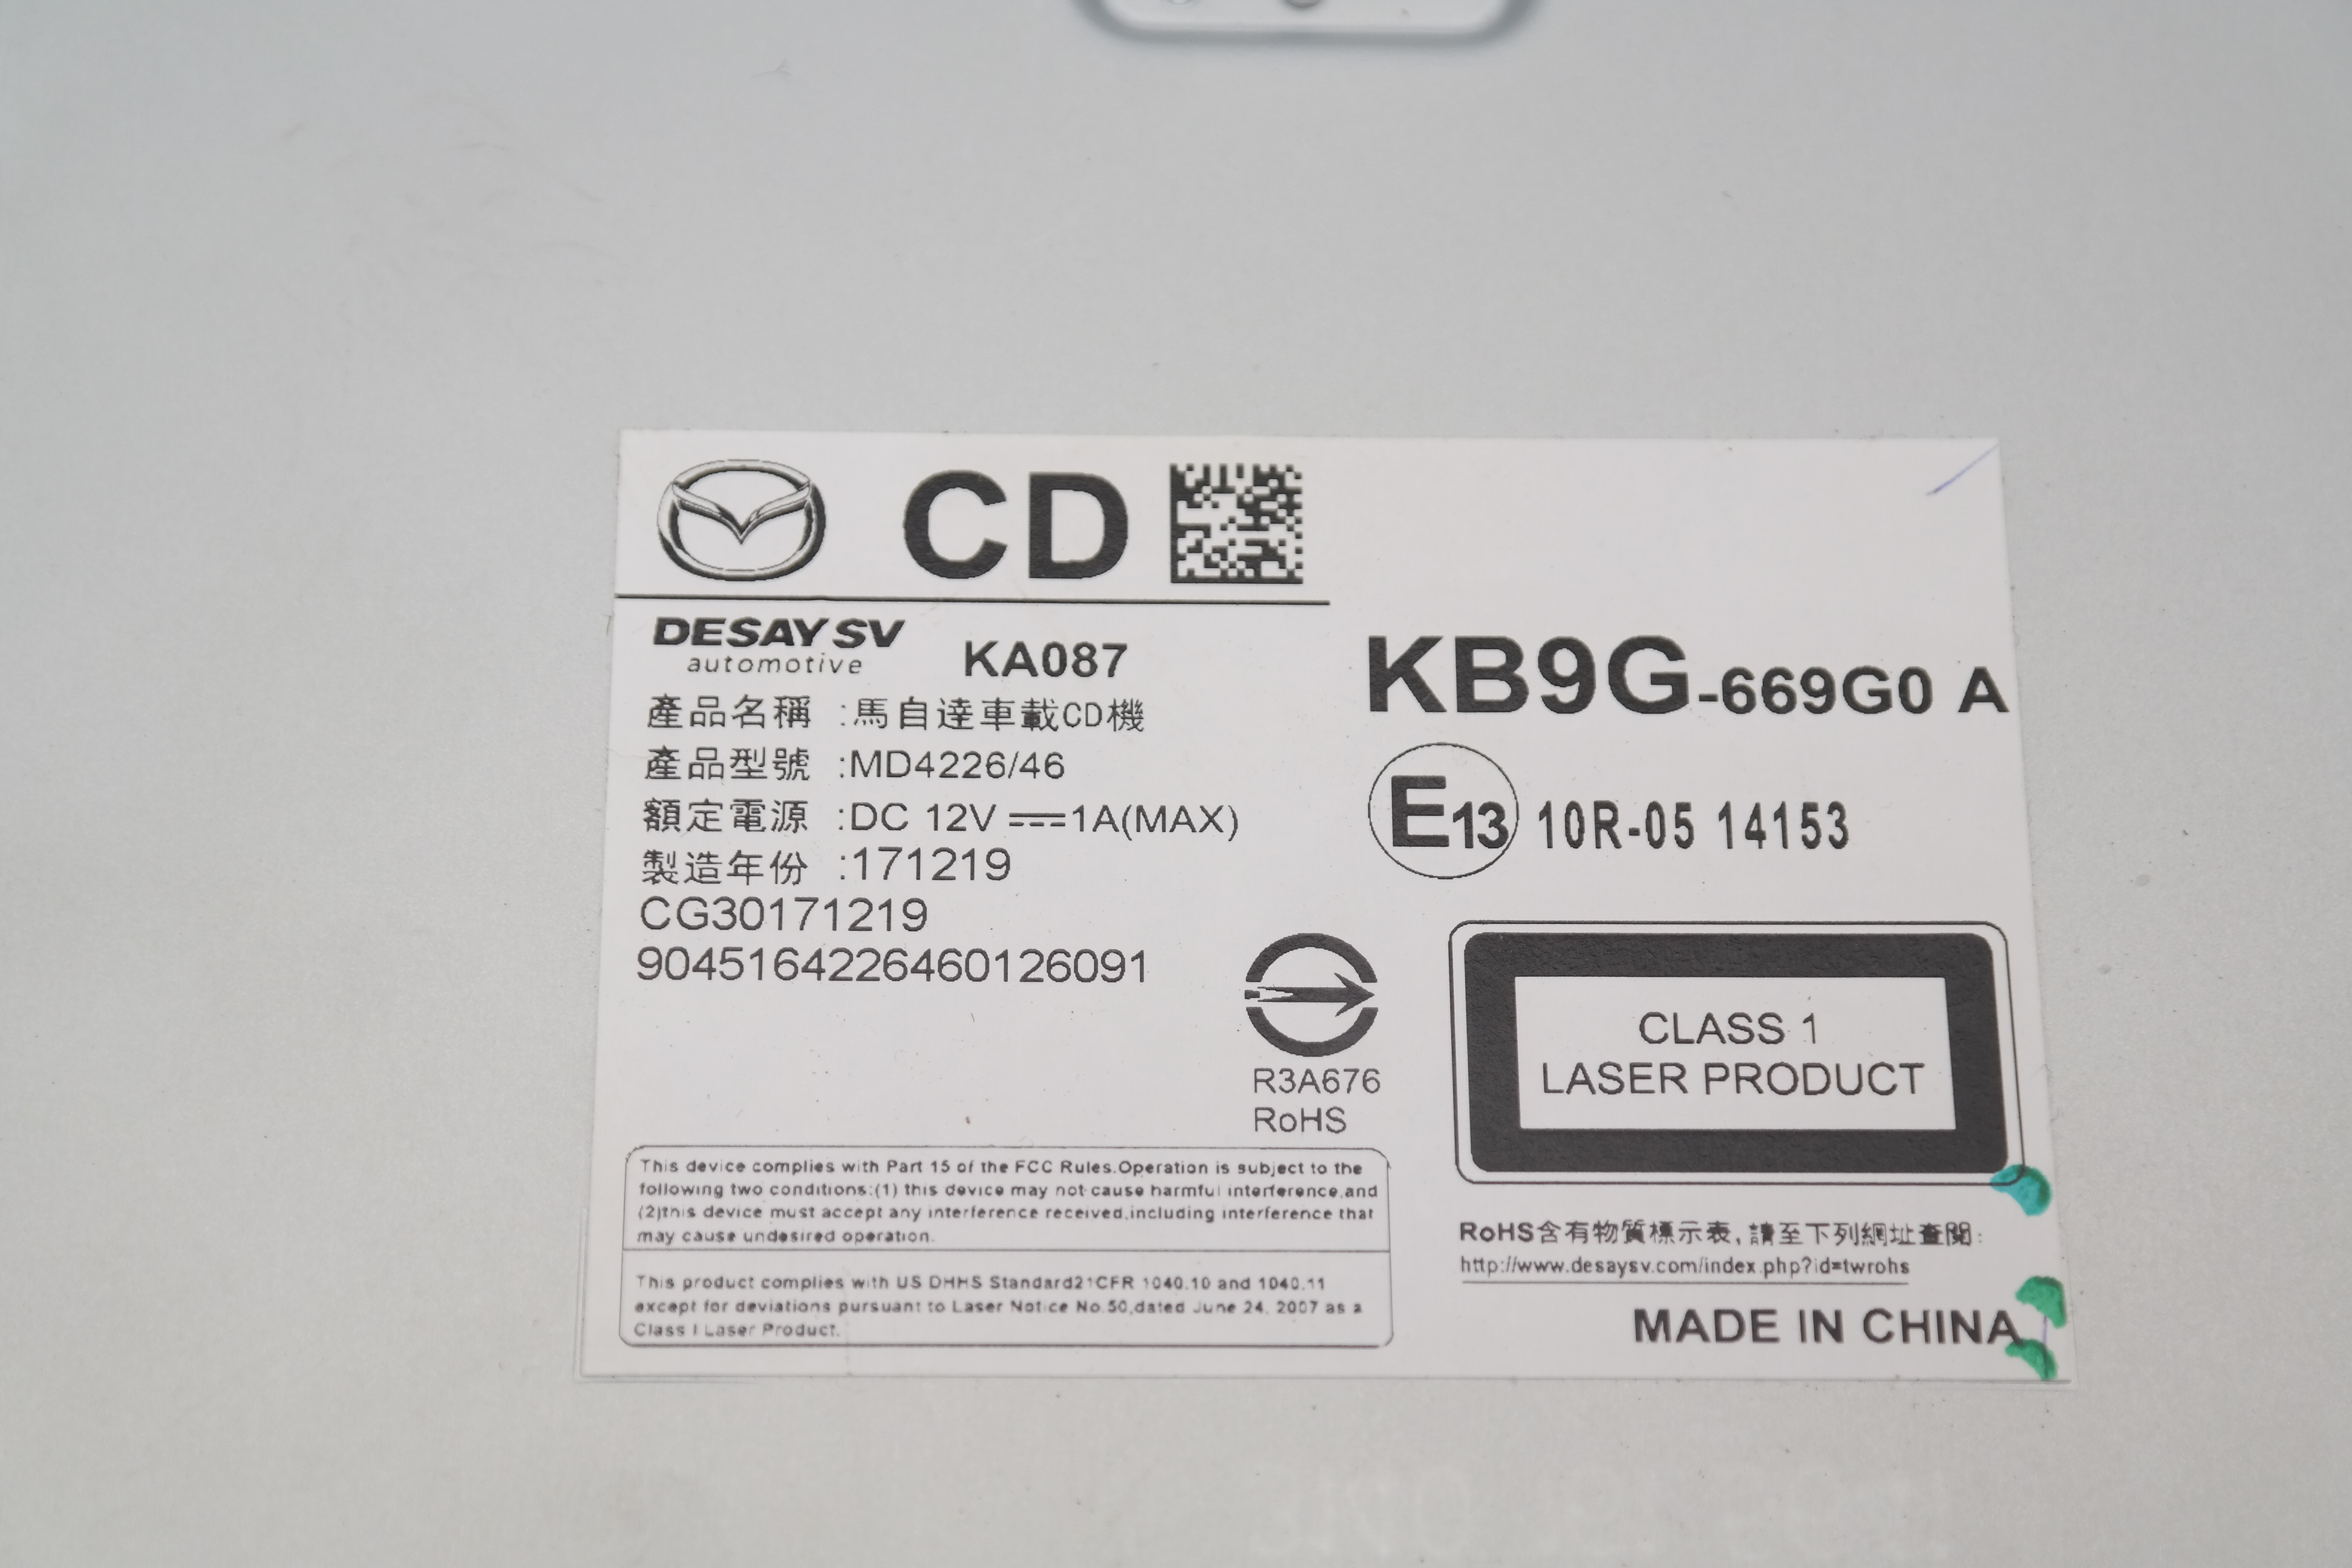 CD
DESAY SV
automotive
KA087
產品名稱 :馬自達車載CD機
產品型號 :MD4226/46
額定電源 :DC 12V 1A(MAX)
製造年份 :171219
CG30171219
9045164226460126091
R3A676
RoHS
This device complies with Part 15 of the FCC Rules.Operation is subject to the
following two conditions:(1) this device may not cause harmful interference,and
(2)this device must accept any interference received,including interference that
may cause undesired operation.
This product complies with US DHHS Standard21CFR 1040.10 and 1040.11
except for deviations pursuant to Laser Notice No.50,dated June 24, 2007 as a
Class I Laser Product.
KB9G-669G0 A
E13 10R-05 14153
CLASS 1
LASER PRODUCT
RoHS含有物質標示表,請至下列網址查閱:
http://www.desaysv.com/index.php?id=twrohs
MADE IN CHINA